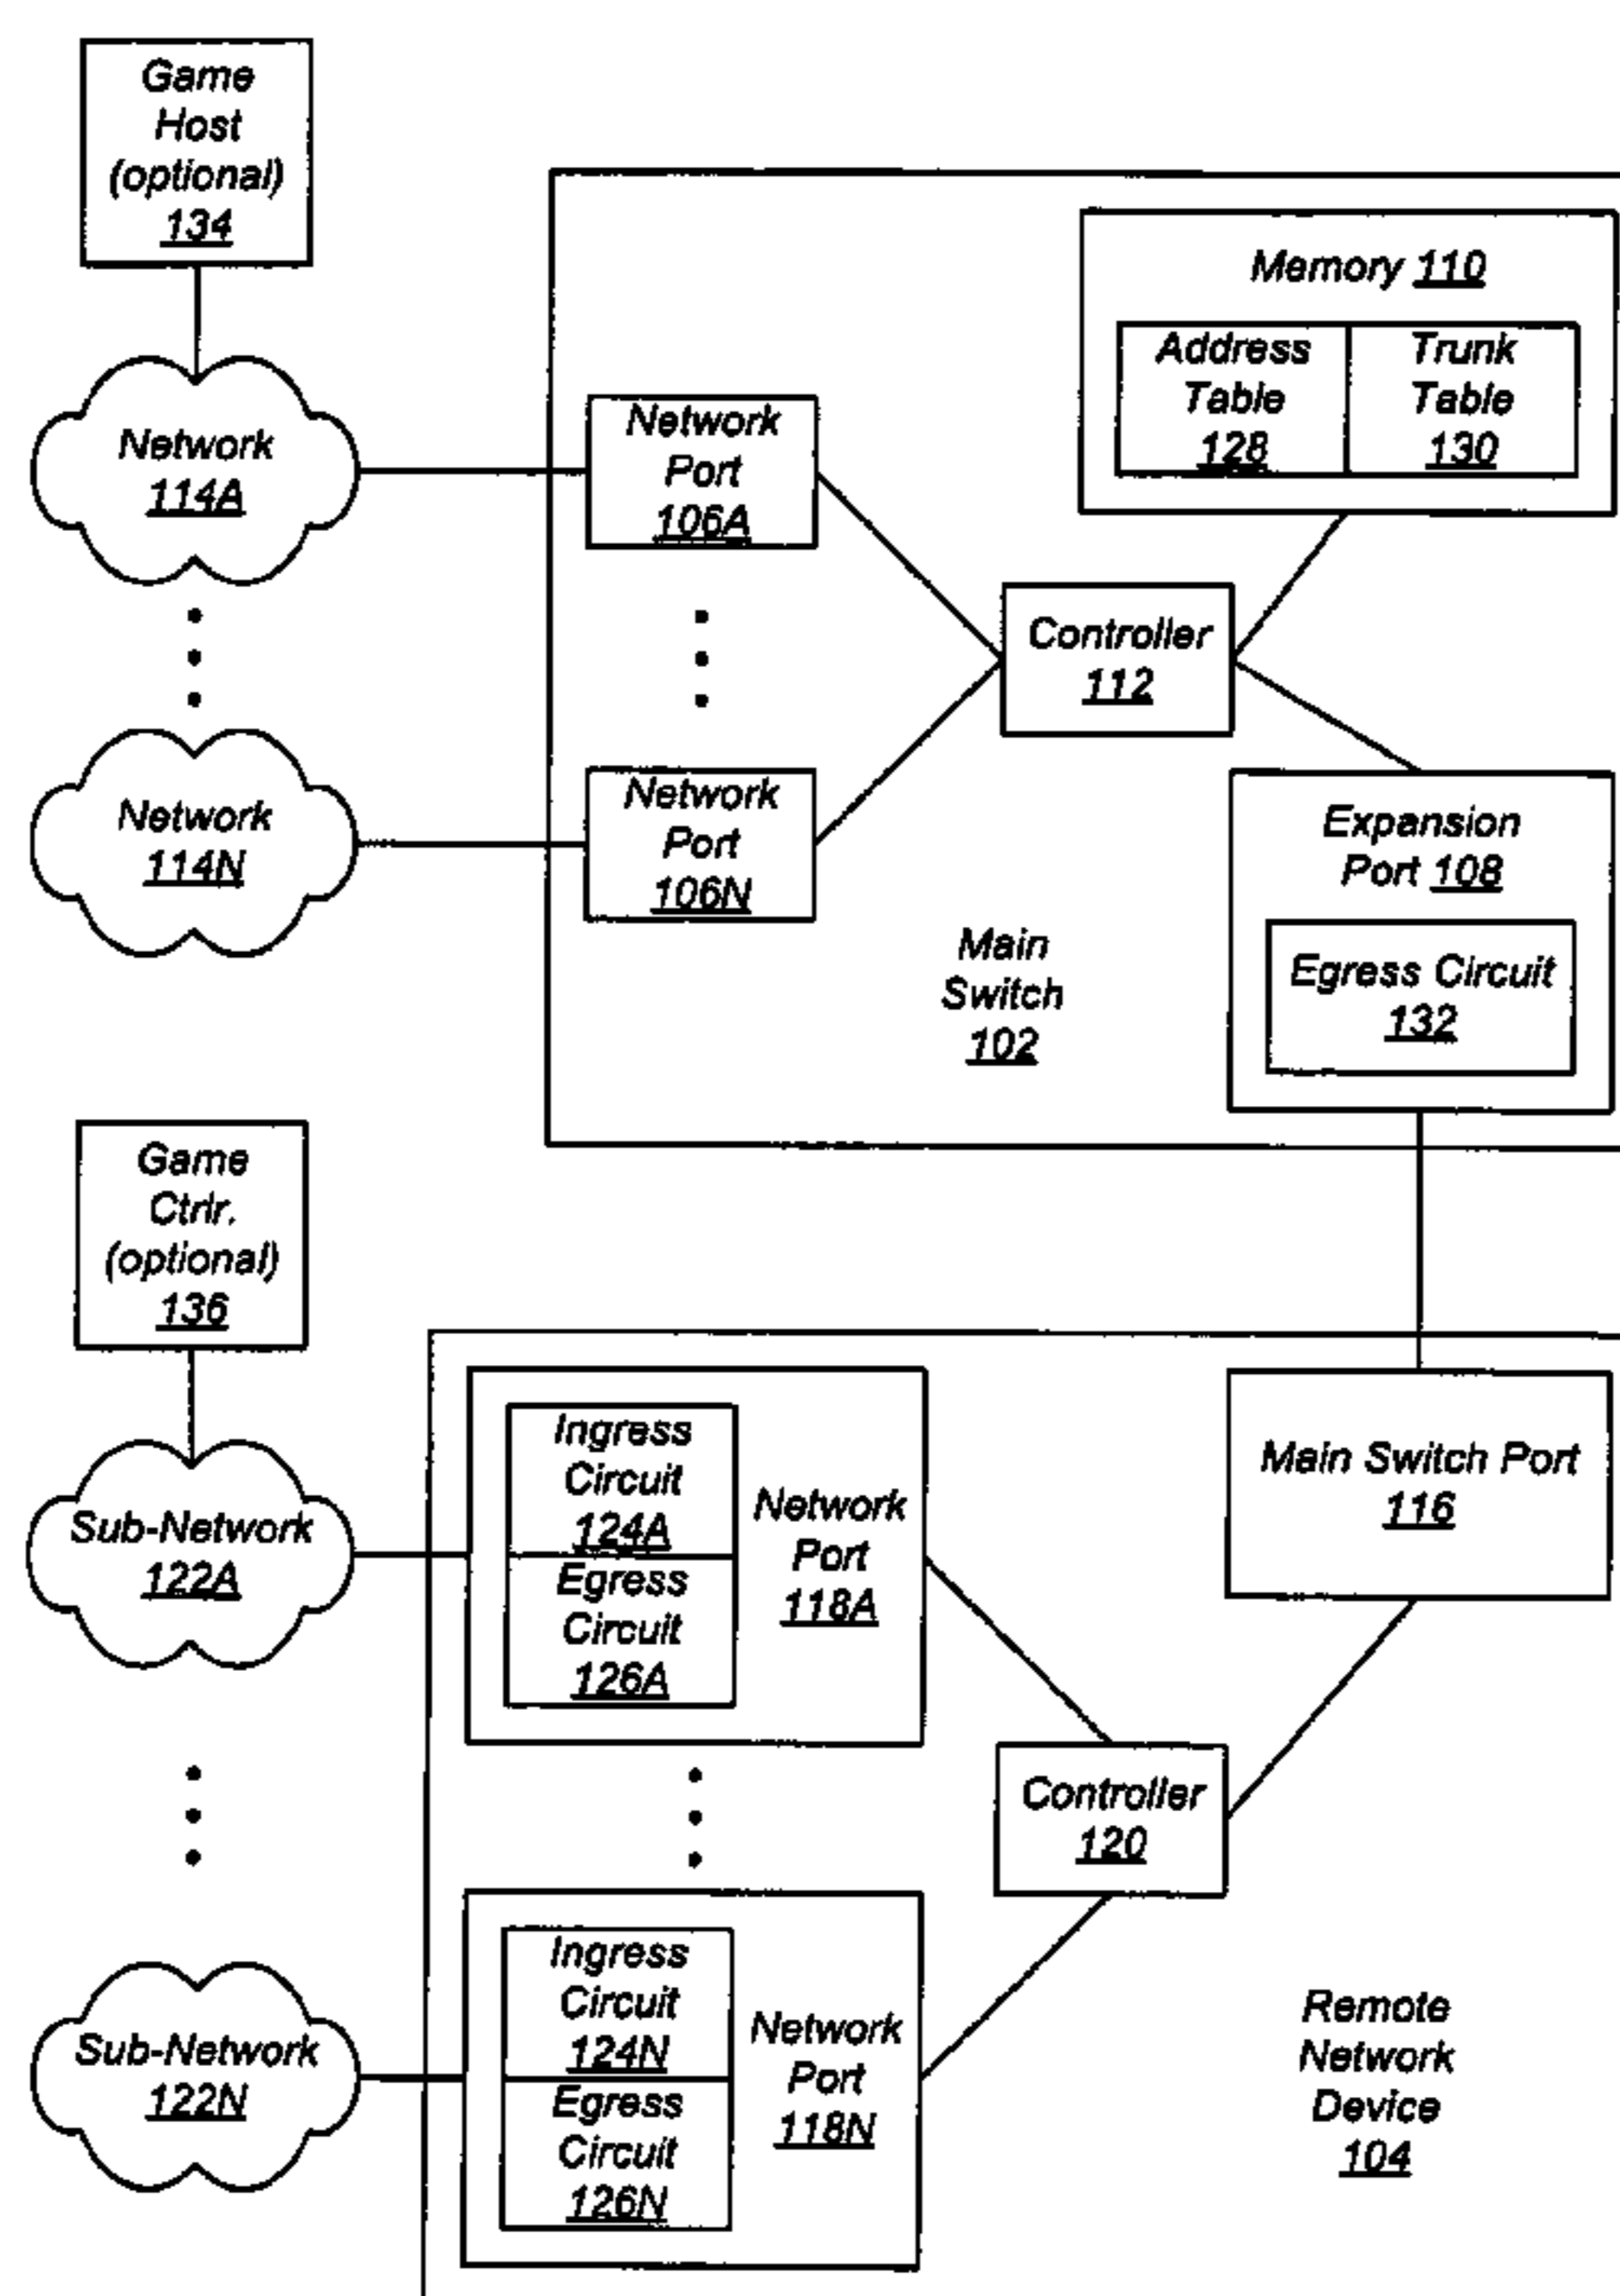 Game
Host
(optional)
134
Memory 110
Address
Table
128
Trunk
Table
130
Network
114A
Network
Port
106A
Controller
112
Network
114N
Network
Port
106N
Expansion
Port 108
Egress Circuit
132
Main
Switch
102
Game
Ctrlr.
(optional)
136
Ingress
Circuit
124A
Egress
Circuit
126A
Network
Port
118A
Main Switch Port
116
Sub-Network
122A
Controller
120
Ingress
Circuit
124N
Egress
Circuit
126N
Network
Port
118N
Sub-Network
122N
Remote
Network
Device
104